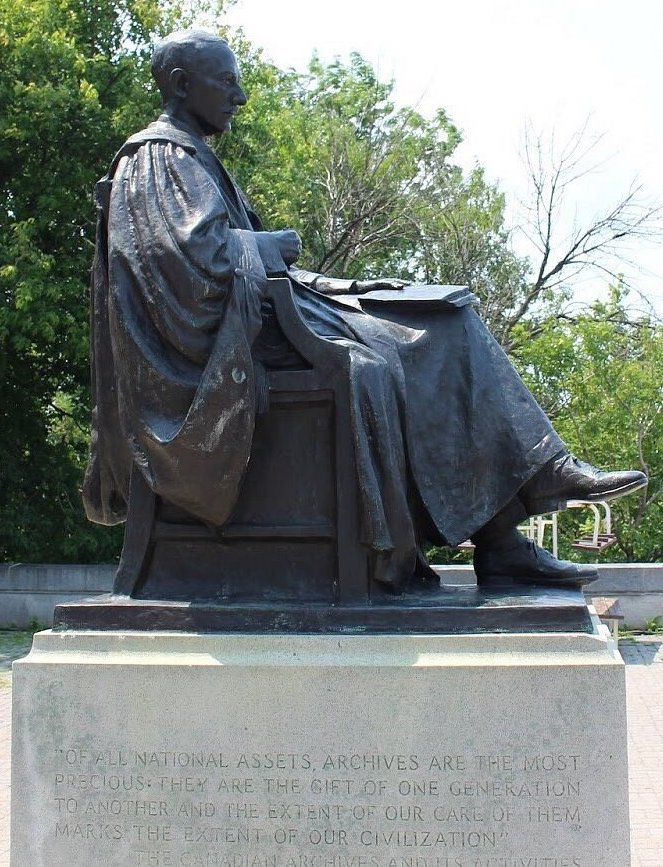 "OF ALL NATIONAL ASSETS, ARCHIVES ARE THE MOST
PRECIOUS: THEY ARE THE GIFT OF ONE GENERATION
TO ANOTHER AND THE EXTENT OF OUR CARE OF THEM
MARKS THE EXTENT OF OUR CIVILIZATION"
THE CANADIAN ARCHIVES AND ITS ACTIVITIES